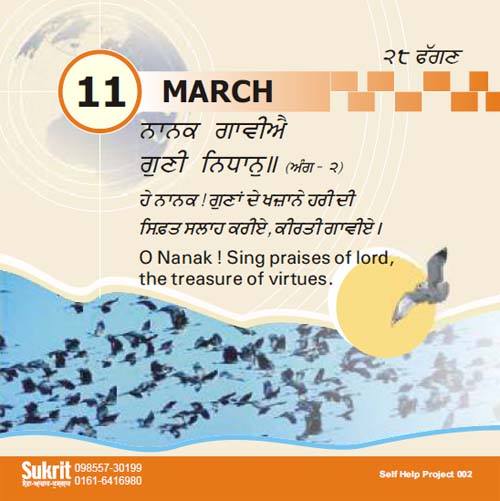 ੨੮ ਫੱਗਣ
11 MARCH
ਨਾਨਕ ਗਾਵੀਐ
ਗੁਣੀ ਨਿਧਾਨੁ॥ (ਅੰਗ - ੨)
ਹੇ ਨਾਨਕ ! ਗੁਣਾਂ ਦੇ ਖਜ਼ਾਨੇ ਹਰੀ ਦੀ
ਸਿਫ਼ਤ ਸਲਾਹ ਕਰੀਏ, ਕੀਰਤੀ ਗਾਵੀਏ ।
O Nanak ! Sing praises of lord,
the treasure of virtues.
Sukrit
098557-30199
0161-6416980
Self Help Project 002